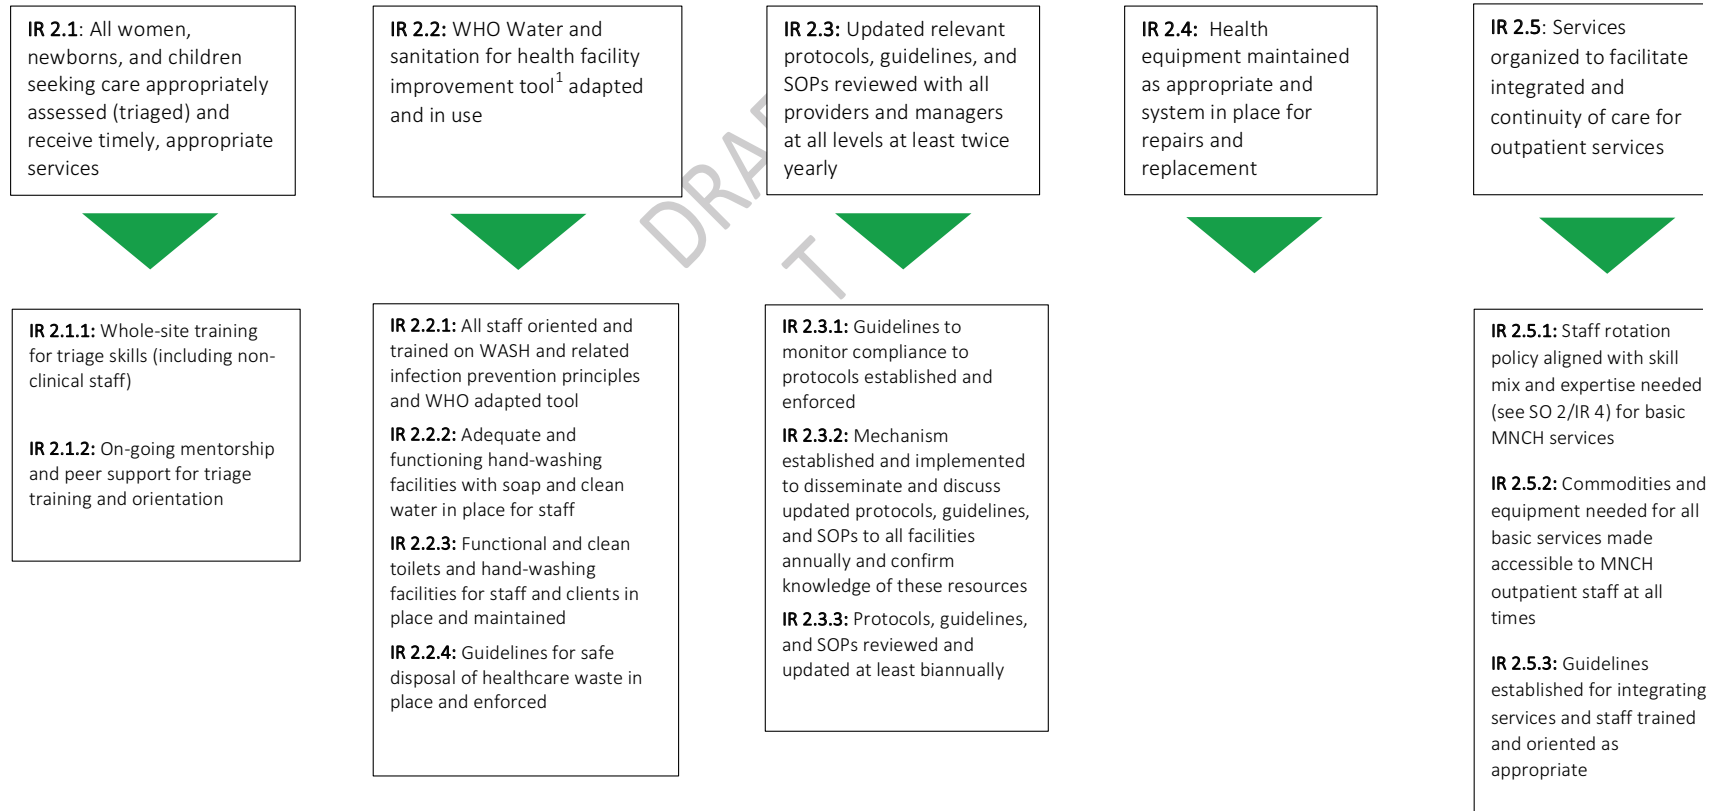 IR 2.1: All women,
newborns, and children
seeking care appropriately
assessed (triaged) and
receive timely, appropriate
services
IR 2.2: WHO Water and
sanitation for health facility
improvement tool1 adapted
and in use
IR 2.3: Updated relevant
protocols, guidelines, and
SOPs reviewed with all
providers and managers
at all levels at least twice
yearly
IR 2.4: Health
equipment maintained
as appropriate and
system in place for
repairs and
replacement
IR 2.5: Services
organized to facilitate
integrated and
continuity of care for
outpatient services
DRAF
T
IR 2.1.1: Whole-site training
for triage skills (including non-
clinical staff)
IR 2.1.2: On-going mentorship
and peer support for triage
training and orientation
IR 2.2.1: All staff oriented and
trained on WASH and related
infection prevention principles
and WHO adapted tool
IR 2.2.2: Adequate and
functioning hand-washing
facilities with soap and clean
water in place for staff
IR 2.2.3: Functional and clean
toilets and hand-washing
facilities for staff and clients in
place and maintained
IR 2.2.4: Guidelines for safe
disposal of healthcare waste in
place and enforced
IR 2.3.1: Guidelines to
monitor compliance to
protocols established and
enforced
IR 2.3.2: Mechanism
established and implemented
to disseminate and discuss
updated protocols, guidelines,
and SOPs to all facilities
annually and confirm
knowledge of these resources
IR 2.3.3: Protocols, guidelines,
and SOPs reviewed and
updated at least biannually
IR 2.5.1: Staff rotation
policy aligned with skill
mix and expertise needed
(see SO 2/IR 4) for basic
MNCH services
IR 2.5.2: Commodities and
equipment needed for all
basic services made
accessible to MNCH
outpatient staff at all
times
IR 2.5.3: Guidelines
established for integrating
services and staff trained
and oriented as
appropriate